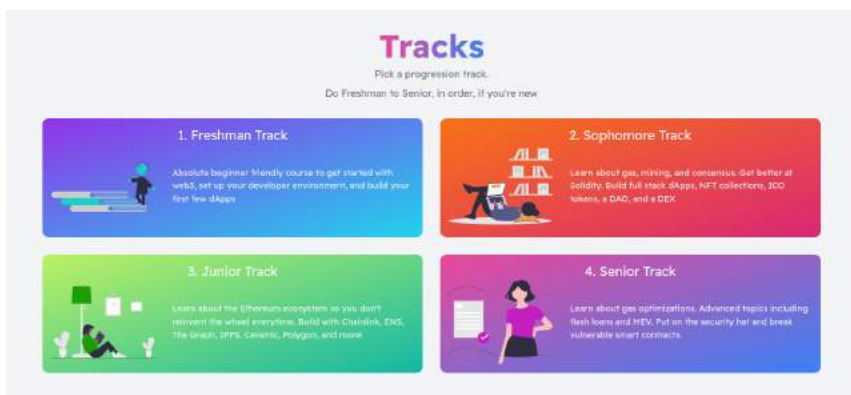 Tracks
Pick a progression track.
Do Freshman to Senior, in order, if you're new
1. Freshman Track
Absolute beginner friendly course to get started with
web3, set up your developer environment, and build your
first few dApps
2. Sophomore Track
Learn about gas, mining, and consensus. Get better at
Solidity. Build full stack dApps, NFT collections, ICO
tokens, a DAO, and a DEX
3. Junior Track
Learn about the Ethereum ecosystem so you don't
reinvent the wheel everytime. Build with Chainlink, ENS,
The Graph, IPFS, Ceramic, Polygon, and more!
4. Senior Track
Learn about gas optimizations. Advanced topics including
flash loans and MEV. Put on the security hat and break
vulnerable smart contracts.